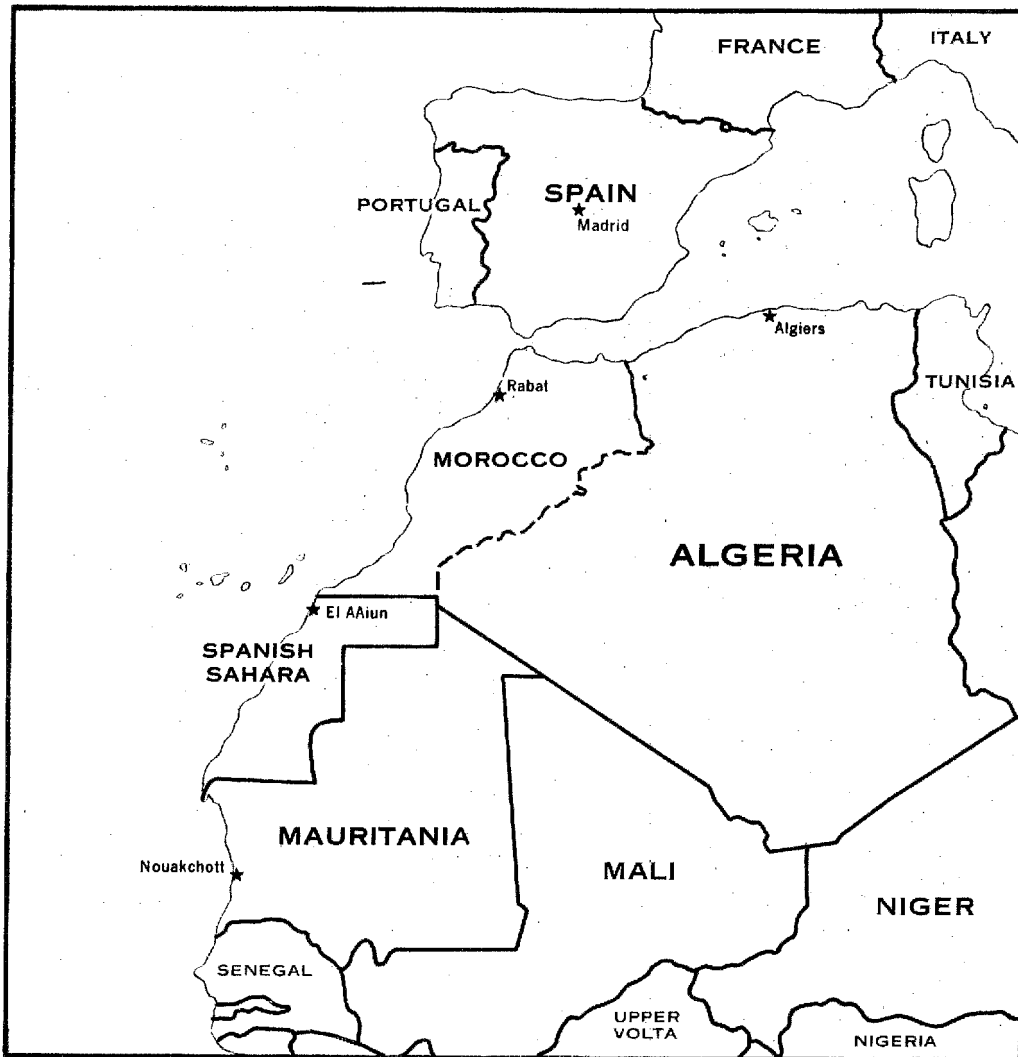 FRANCE
ITALY
PORTUGAL
SPAIN
Madrid
Algiers
Rabat
TUNISIA
MOROCCO
ALGERIA
El AAiun
SPANISH
SAHARA
MAURITANIA
Nouakchott
MALI
NIGER
SENEGAL
UPPER
VOLTA
NIGERIA